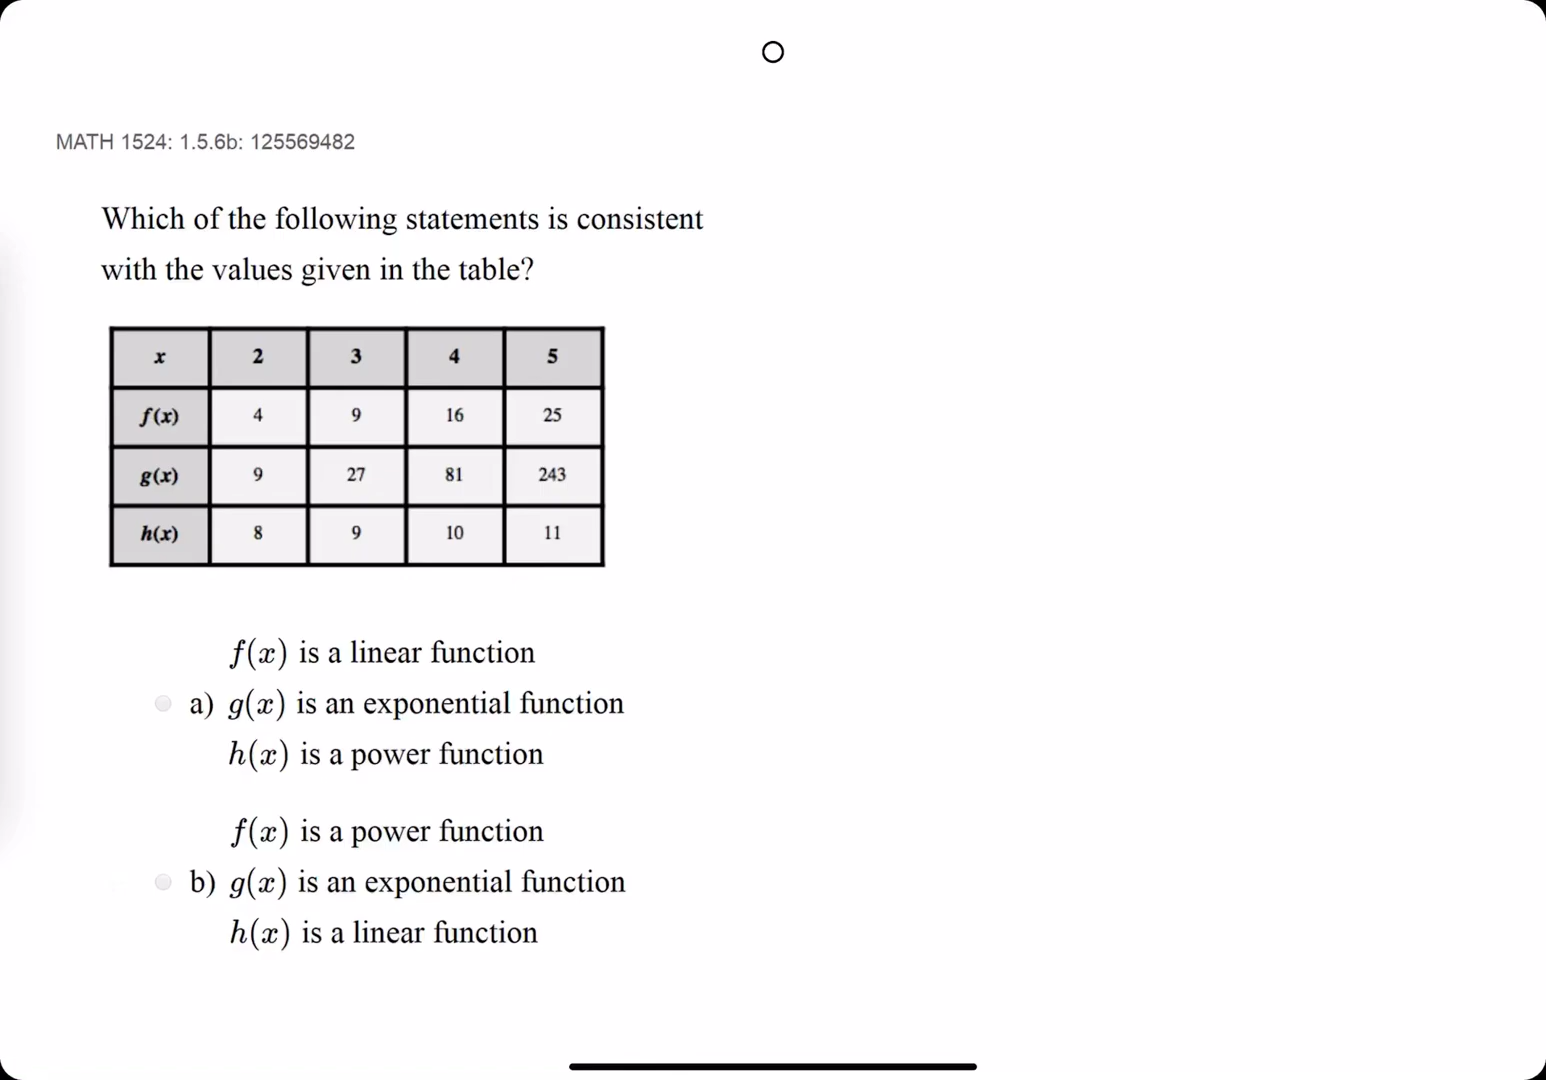 MATH 1524: 1.5.6b: 125569482
Which of the following statements is consistent
with the values given in the table?
x 2 3 4 5
f(x) 4 9 16 25
g(x) 9 27 81 243
h(x) 8 9 10 11
f(x) is a linear function
a) g(x) is an exponential function
h(x) is a power function
f(x) is a power function
b) g(x) is an exponential function
h(x) is a linear function